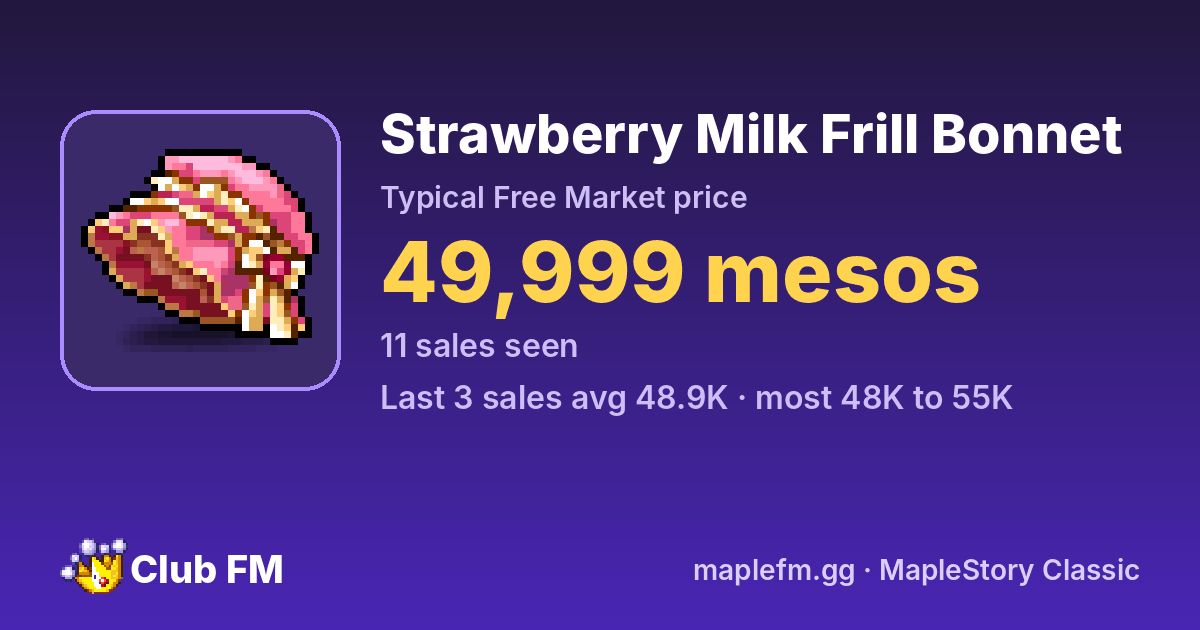 Strawberry Milk Frill Bonnet
Typical Free Market price
49,999 mesos
11 sales seen
Last 3 sales avg 48.9K · most 48K to 55K
Club FM
maplefm.gg · MapleStory Classic